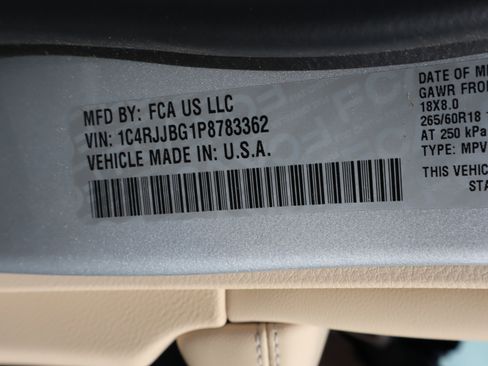 MFD BY: FCA US LLC
VIN: 1C4RJJBG1P8783362
VEHICLE MADE IN: U.S.A.
DATE OF M
GAWR FRO
18X8.0
265/60R18
AT 250 kPa
TYPE: MPV
THIS VEHIC
STA